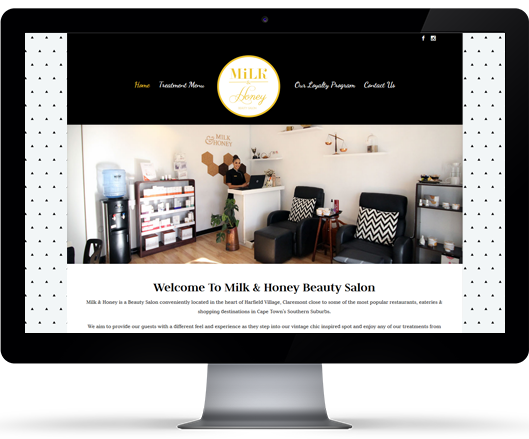 Home
Treatment Menu
MiLK
&
Honey
Our Loyalty Program
Contact Us
& MILK
HONEY
Welcome To Milk & Honey Beauty Salon
Milk & Honey is a Beauty Salon conveniently located in the heart of Harfield Village, Claremont close to some of the most popular restaurants, eateries &
shopping destinations in Cape Town's Southern Suburbs.
We aim to provide our guests with a different feel and experience as they step into our vintage chic inspired spot and enjoy any of our treatments from